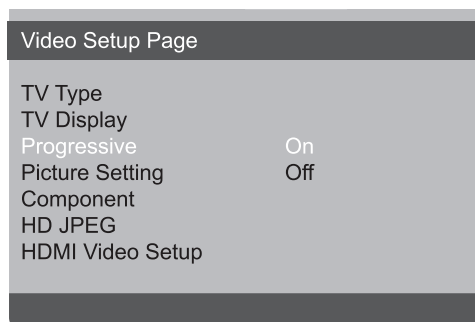 Video Setup Page
TV Type
TV Display
Progressive On
Picture Setting Off
Component
HD JPEG
HDMI Video Setup